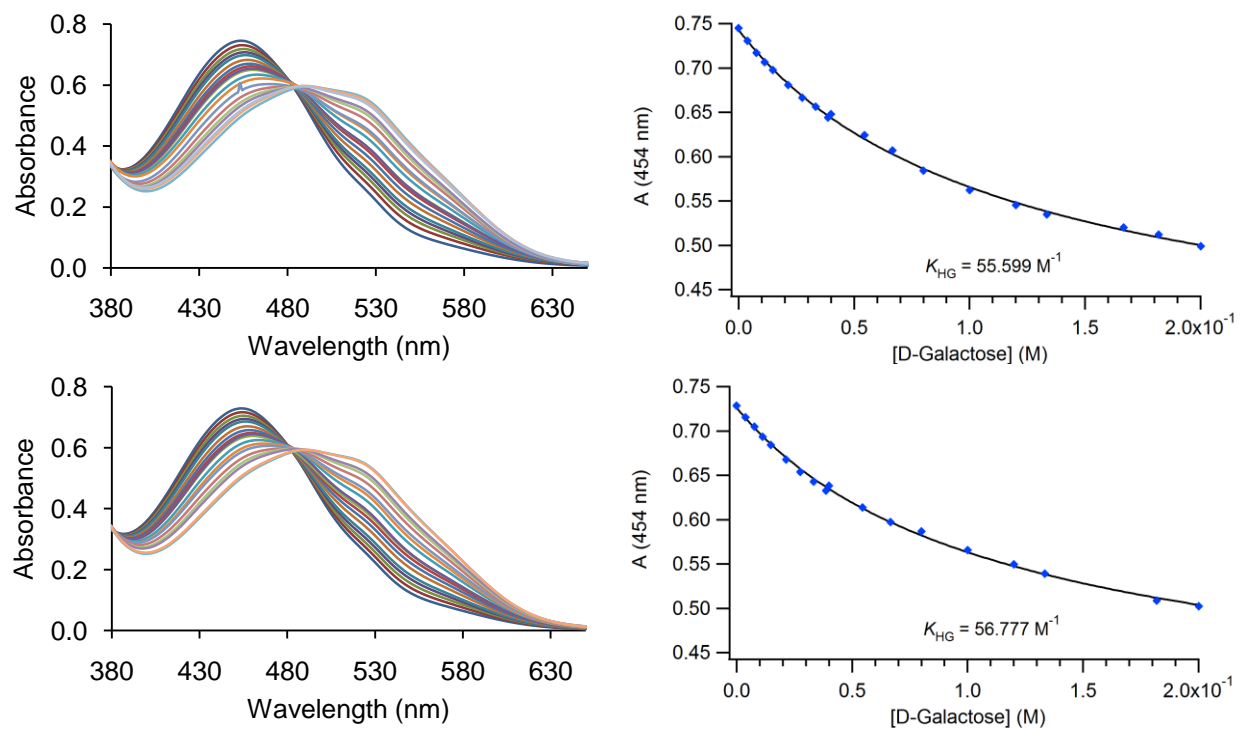 0.8
0.6
0.4
0.2
0.0
Absorbance
380 430 480 530 580 630
Wavelength (nm)
0.75
0.70
0.65
0.60
0.55
0.50
0.45
A (454 nm)
K_HG = 55.599 M⁻¹
0.0 0.5 1.0 1.5 2.0x10⁻¹
[D-Galactose] (M)
0.8
0.6
0.4
0.2
0.0
Absorbance
380 430 480 530 580 630
Wavelength (nm)
0.75
0.70
0.65
0.60
0.55
0.50
0.45
A (454 nm)
K_HG = 56.777 M⁻¹
0.0 0.5 1.0 1.5 2.0x10⁻¹
[D-Galactose] (M)